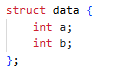 struct data {
    int a;
    int b;
};